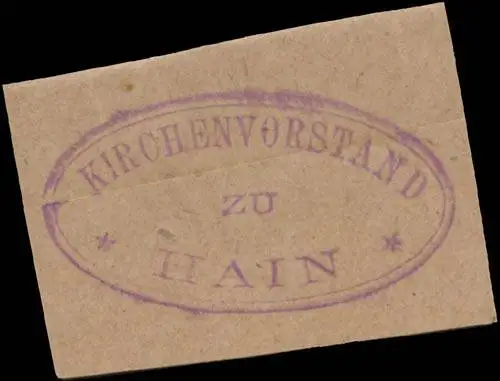 KIRCHENVORSTAND
ZU
* HAIN *